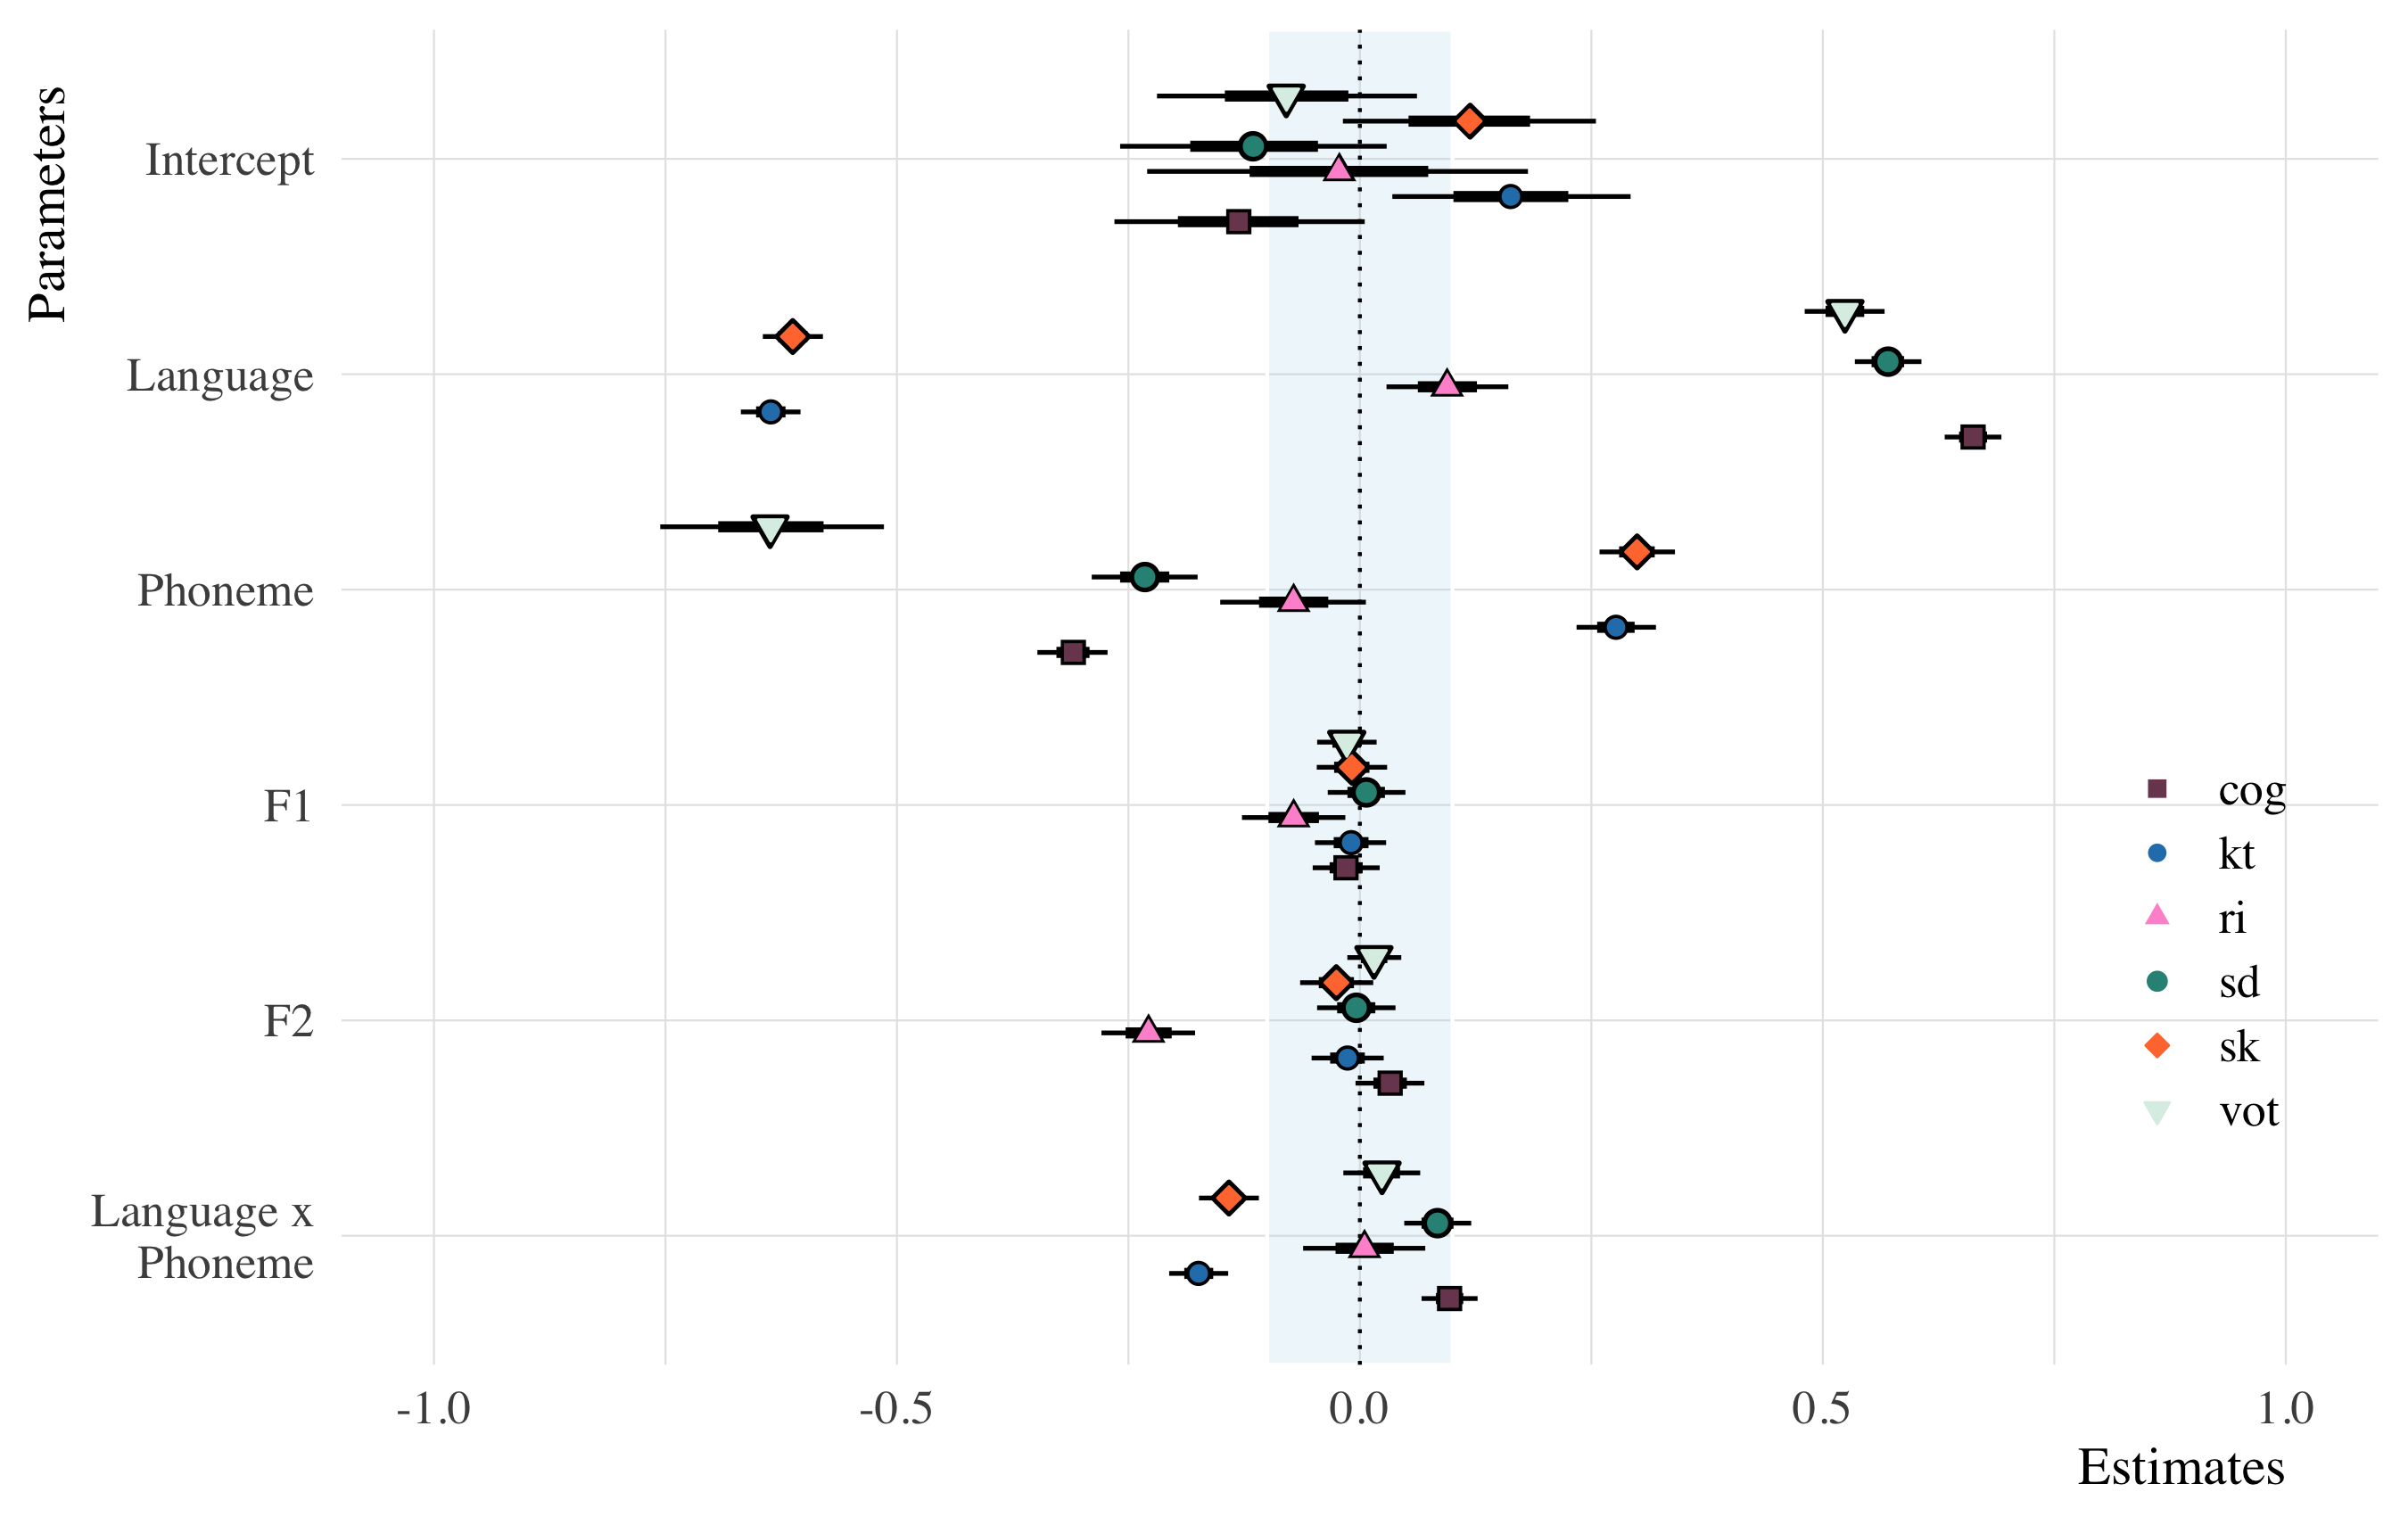 Parameters
Intercept
Language
Phoneme
F1
F2
Language x
Phoneme
cog
kt
ri
sd
sk
vot
-1.0
-0.5
0.0
0.5
1.0
Estimates